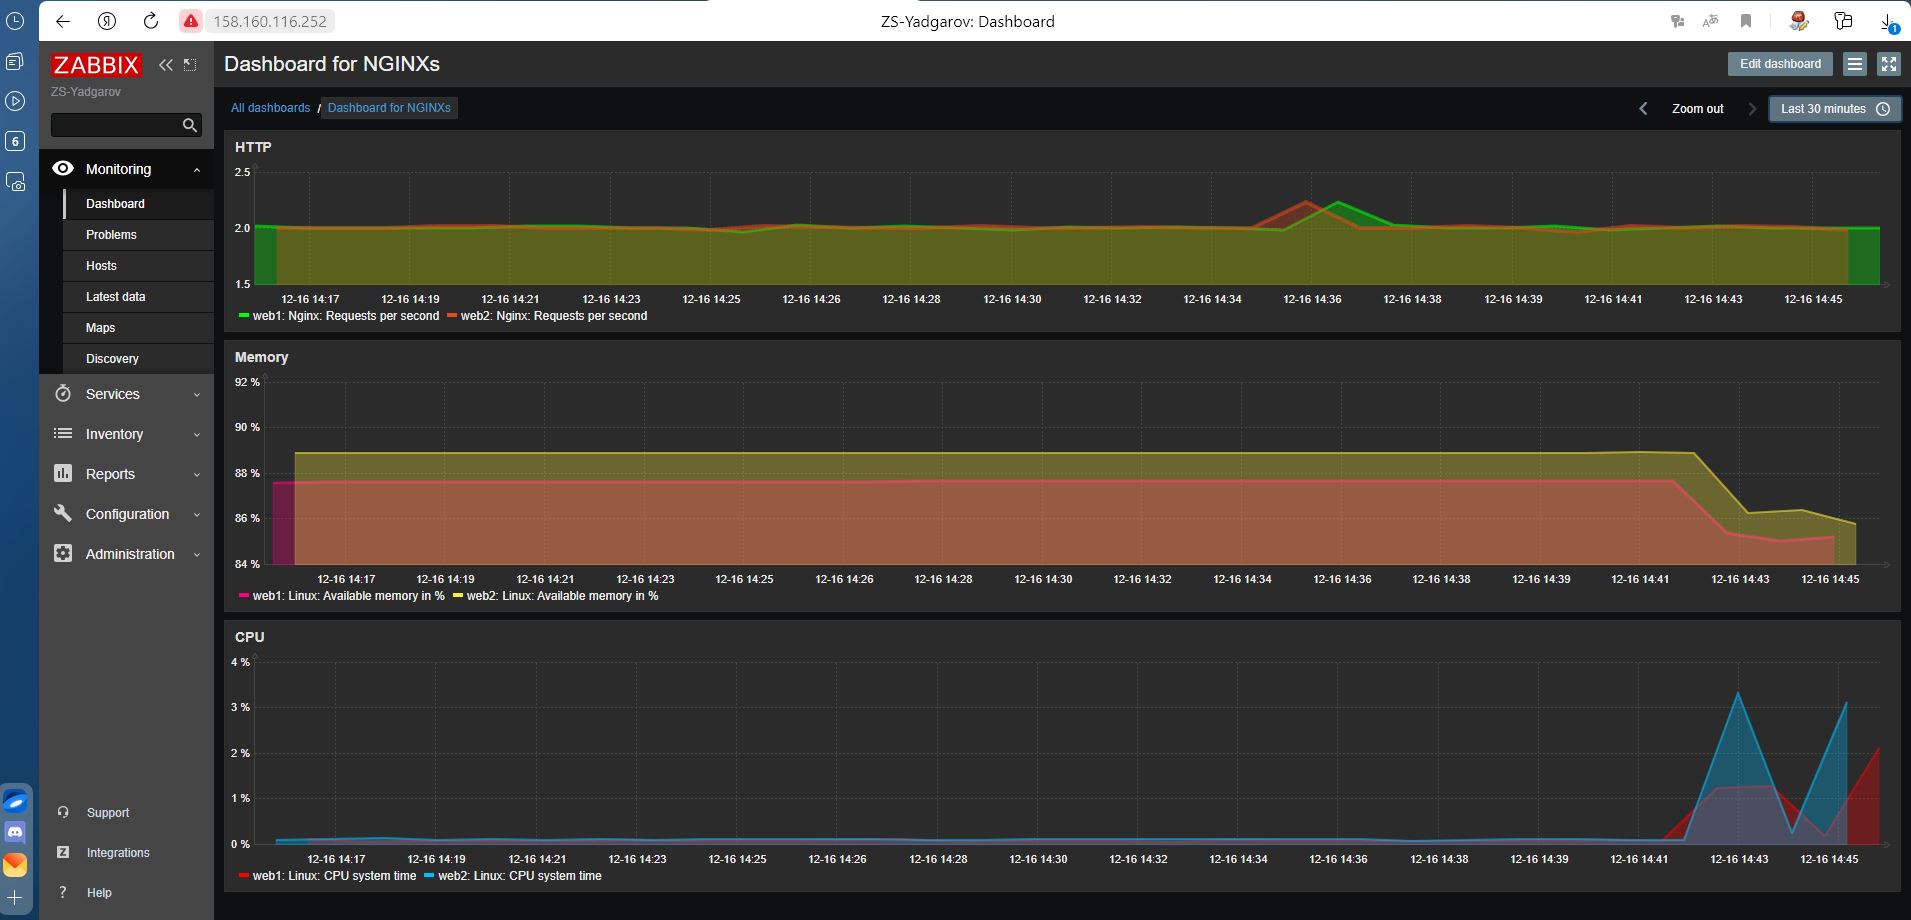 158.160.116.252
ZS-Yadgarov: Dashboard
1
6
ZABBIX
ZS-Yadgarov
Monitoring
Dashboard
Problems
Hosts
Latest data
Maps
Discovery
Services
Inventory
Reports
Configuration
Administration
Support
Integrations
Help
Dashboard for NGINXs
Edit dashboard
All dashboards / Dashboard for NGINXs
Zoom out
Last 30 minutes
HTTP
2.5
2.0
1.5
12-16 14:17 12-16 14:19 12-16 14:21 12-16 14:23 12-16 14:25 12-16 14:26 12-16 14:28 12-16 14:30 12-16 14:32 12-16 14:34 12-16 14:36 12-16 14:38 12-16 14:39 12-16 14:41 12-16 14:43 12-16 14:45
web1: Nginx: Requests per second web2: Nginx: Requests per second
Memory
92 %
90 %
88 %
86 %
84 %
12-16 14:17 12-16 14:19 12-16 14:21 12-16 14:23 12-16 14:25 12-16 14:26 12-16 14:28 12-16 14:30 12-16 14:32 12-16 14:34 12-16 14:36 12-16 14:38 12-16 14:39 12-16 14:41 12-16 14:43 12-16 14:45
web1: Linux: Available memory in % web2: Linux: Available memory in %
CPU
4 %
3 %
2 %
1 %
0 %
12-16 14:17 12-16 14:19 12-16 14:21 12-16 14:23 12-16 14:25 12-16 14:26 12-16 14:28 12-16 14:30 12-16 14:32 12-16 14:34 12-16 14:36 12-16 14:38 12-16 14:39 12-16 14:41 12-16 14:43 12-16 14:45
web1: Linux: CPU system time web2: Linux: CPU system time